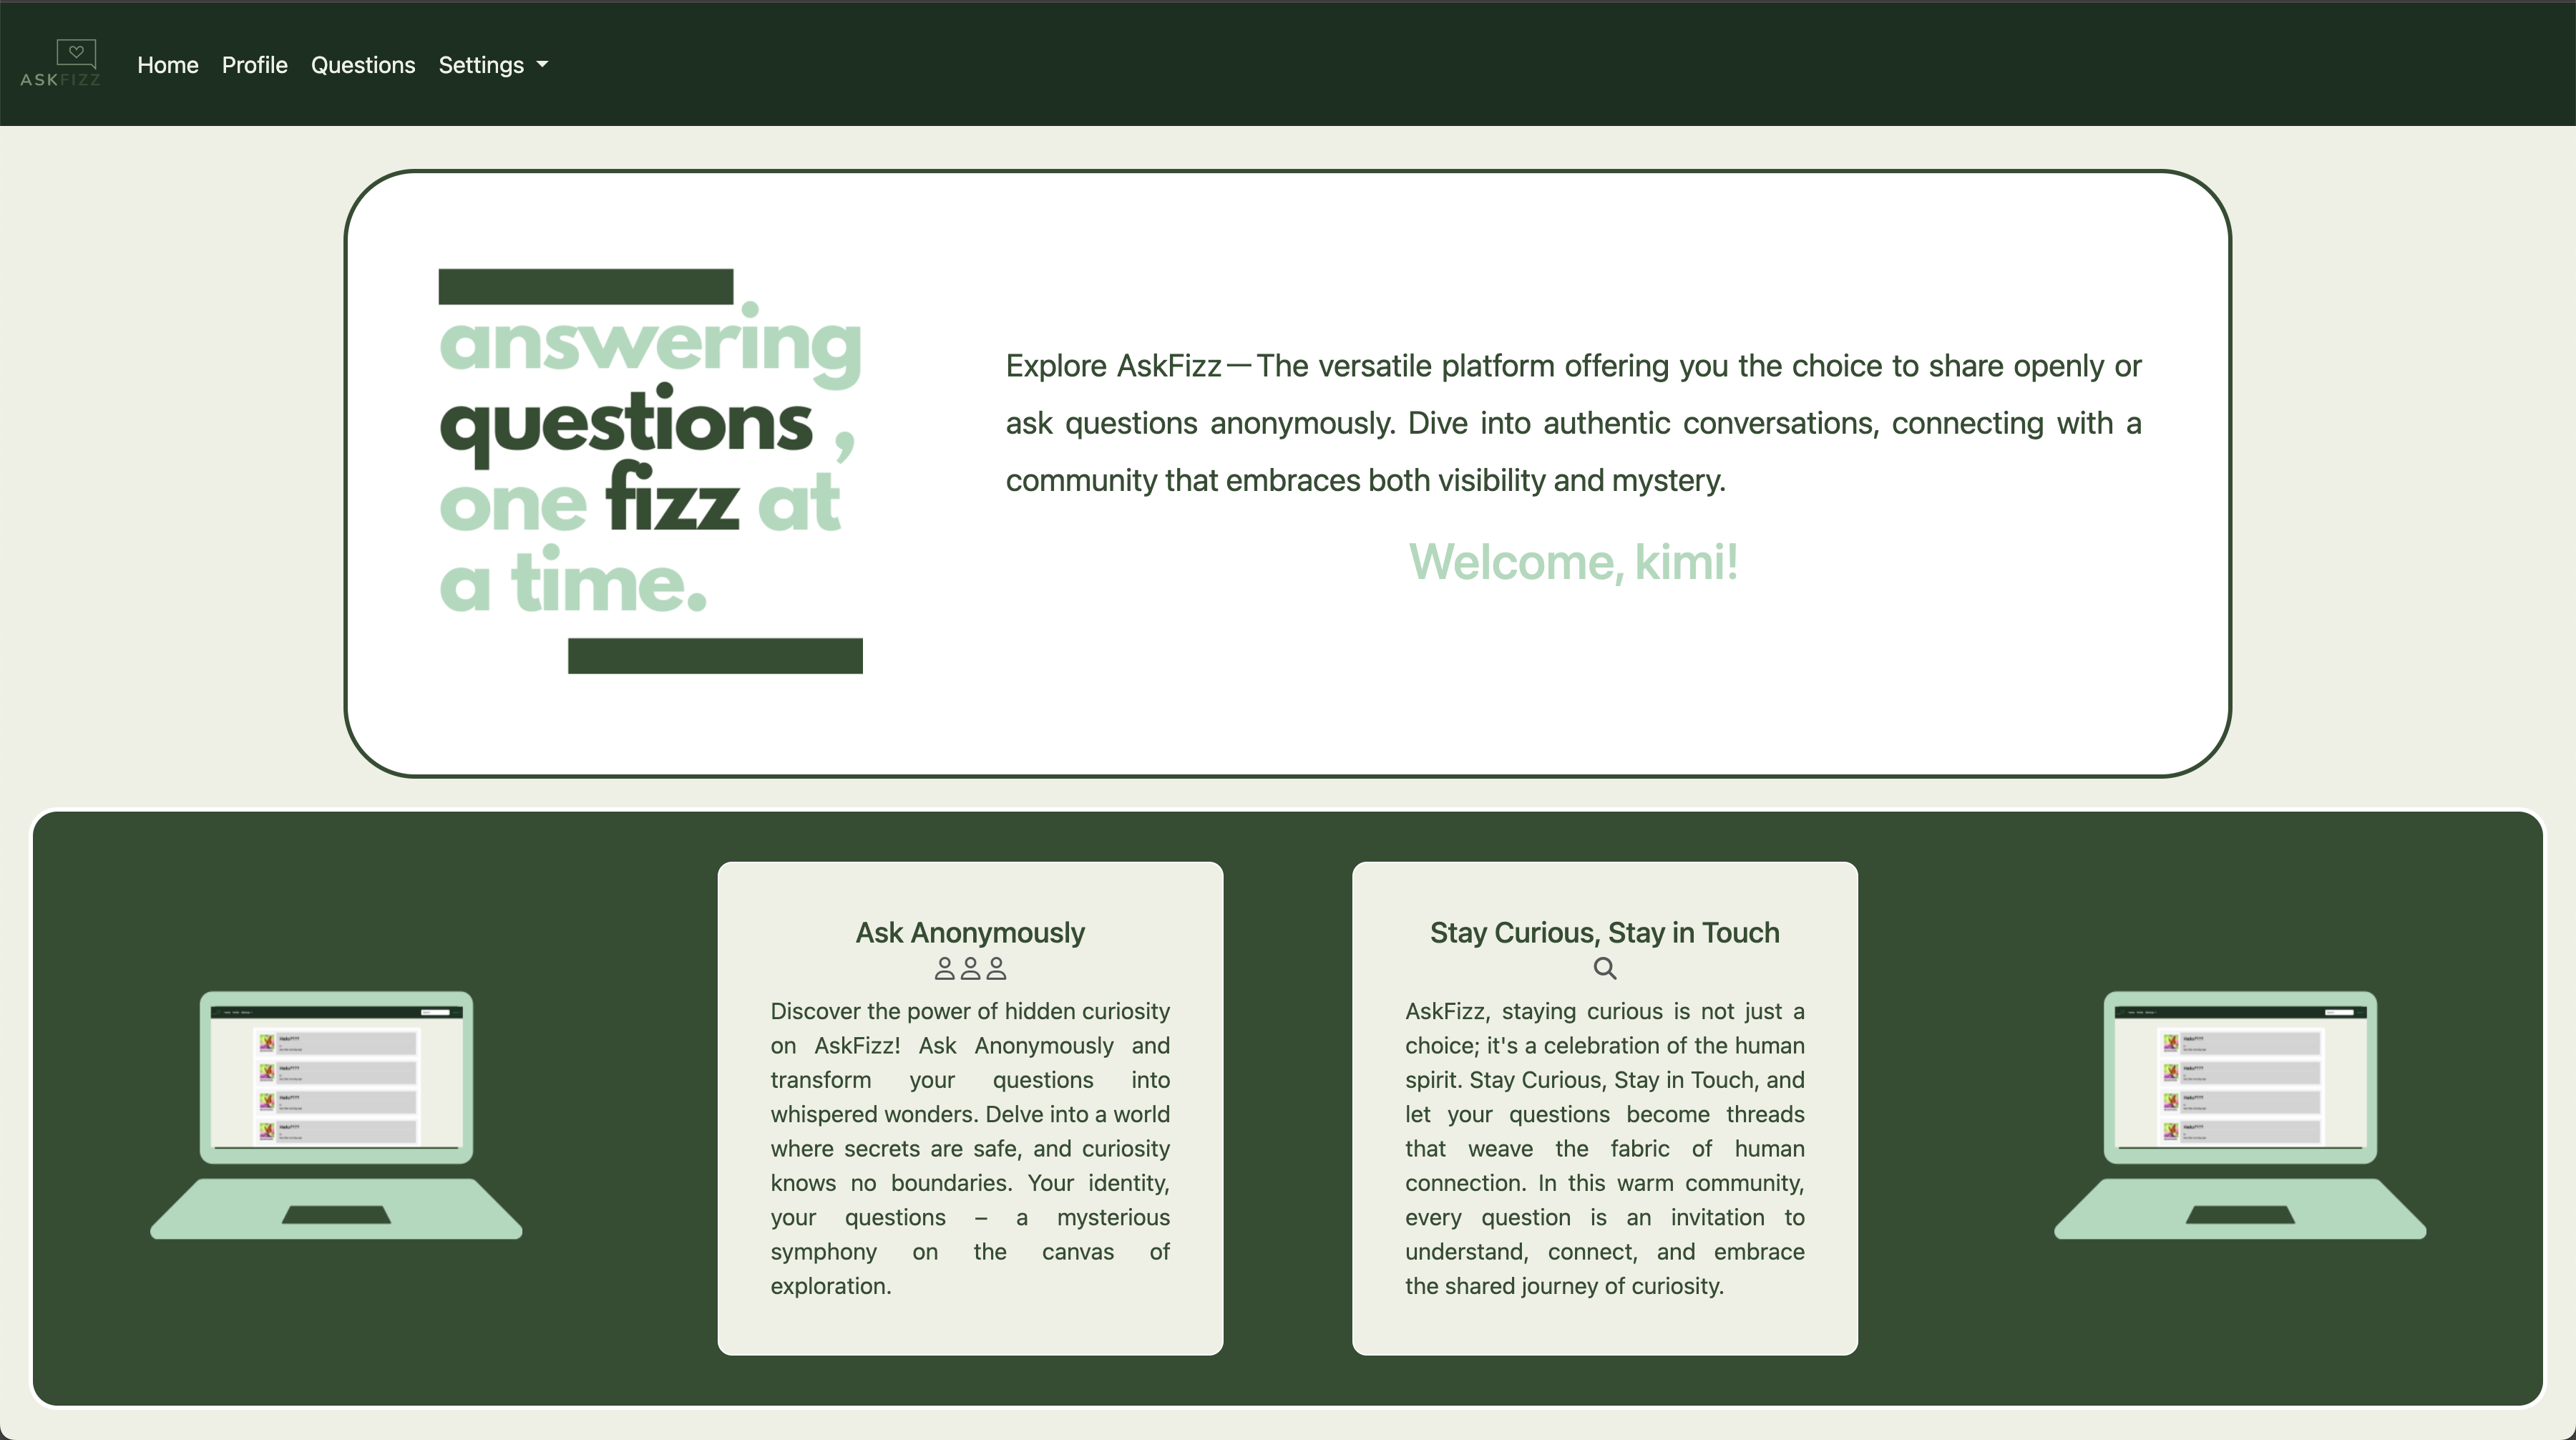 ASKFIZZ
Home Profile Questions Settings
answering
questions ,
one fizz at
a time.
Explore AskFizz — The versatile platform offering you the choice to share openly or
ask questions anonymously. Dive into authentic conversations, connecting with a
community that embraces both visibility and mystery.
Welcome, kimi!
Ask Anonymously
Discover the power of hidden curiosity
on AskFizz! Ask Anonymously and
transform your questions into
whispered wonders. Delve into a world
where secrets are safe, and curiosity
knows no boundaries. Your identity,
your questions – a mysterious
symphony on the canvas of
exploration.
Stay Curious, Stay in Touch
AskFizz, staying curious is not just a
choice; it's a celebration of the human
spirit. Stay Curious, Stay in Touch, and
let your questions become threads
that weave the fabric of human
connection. In this warm community,
every question is an invitation to
understand, connect, and embrace
the shared journey of curiosity.